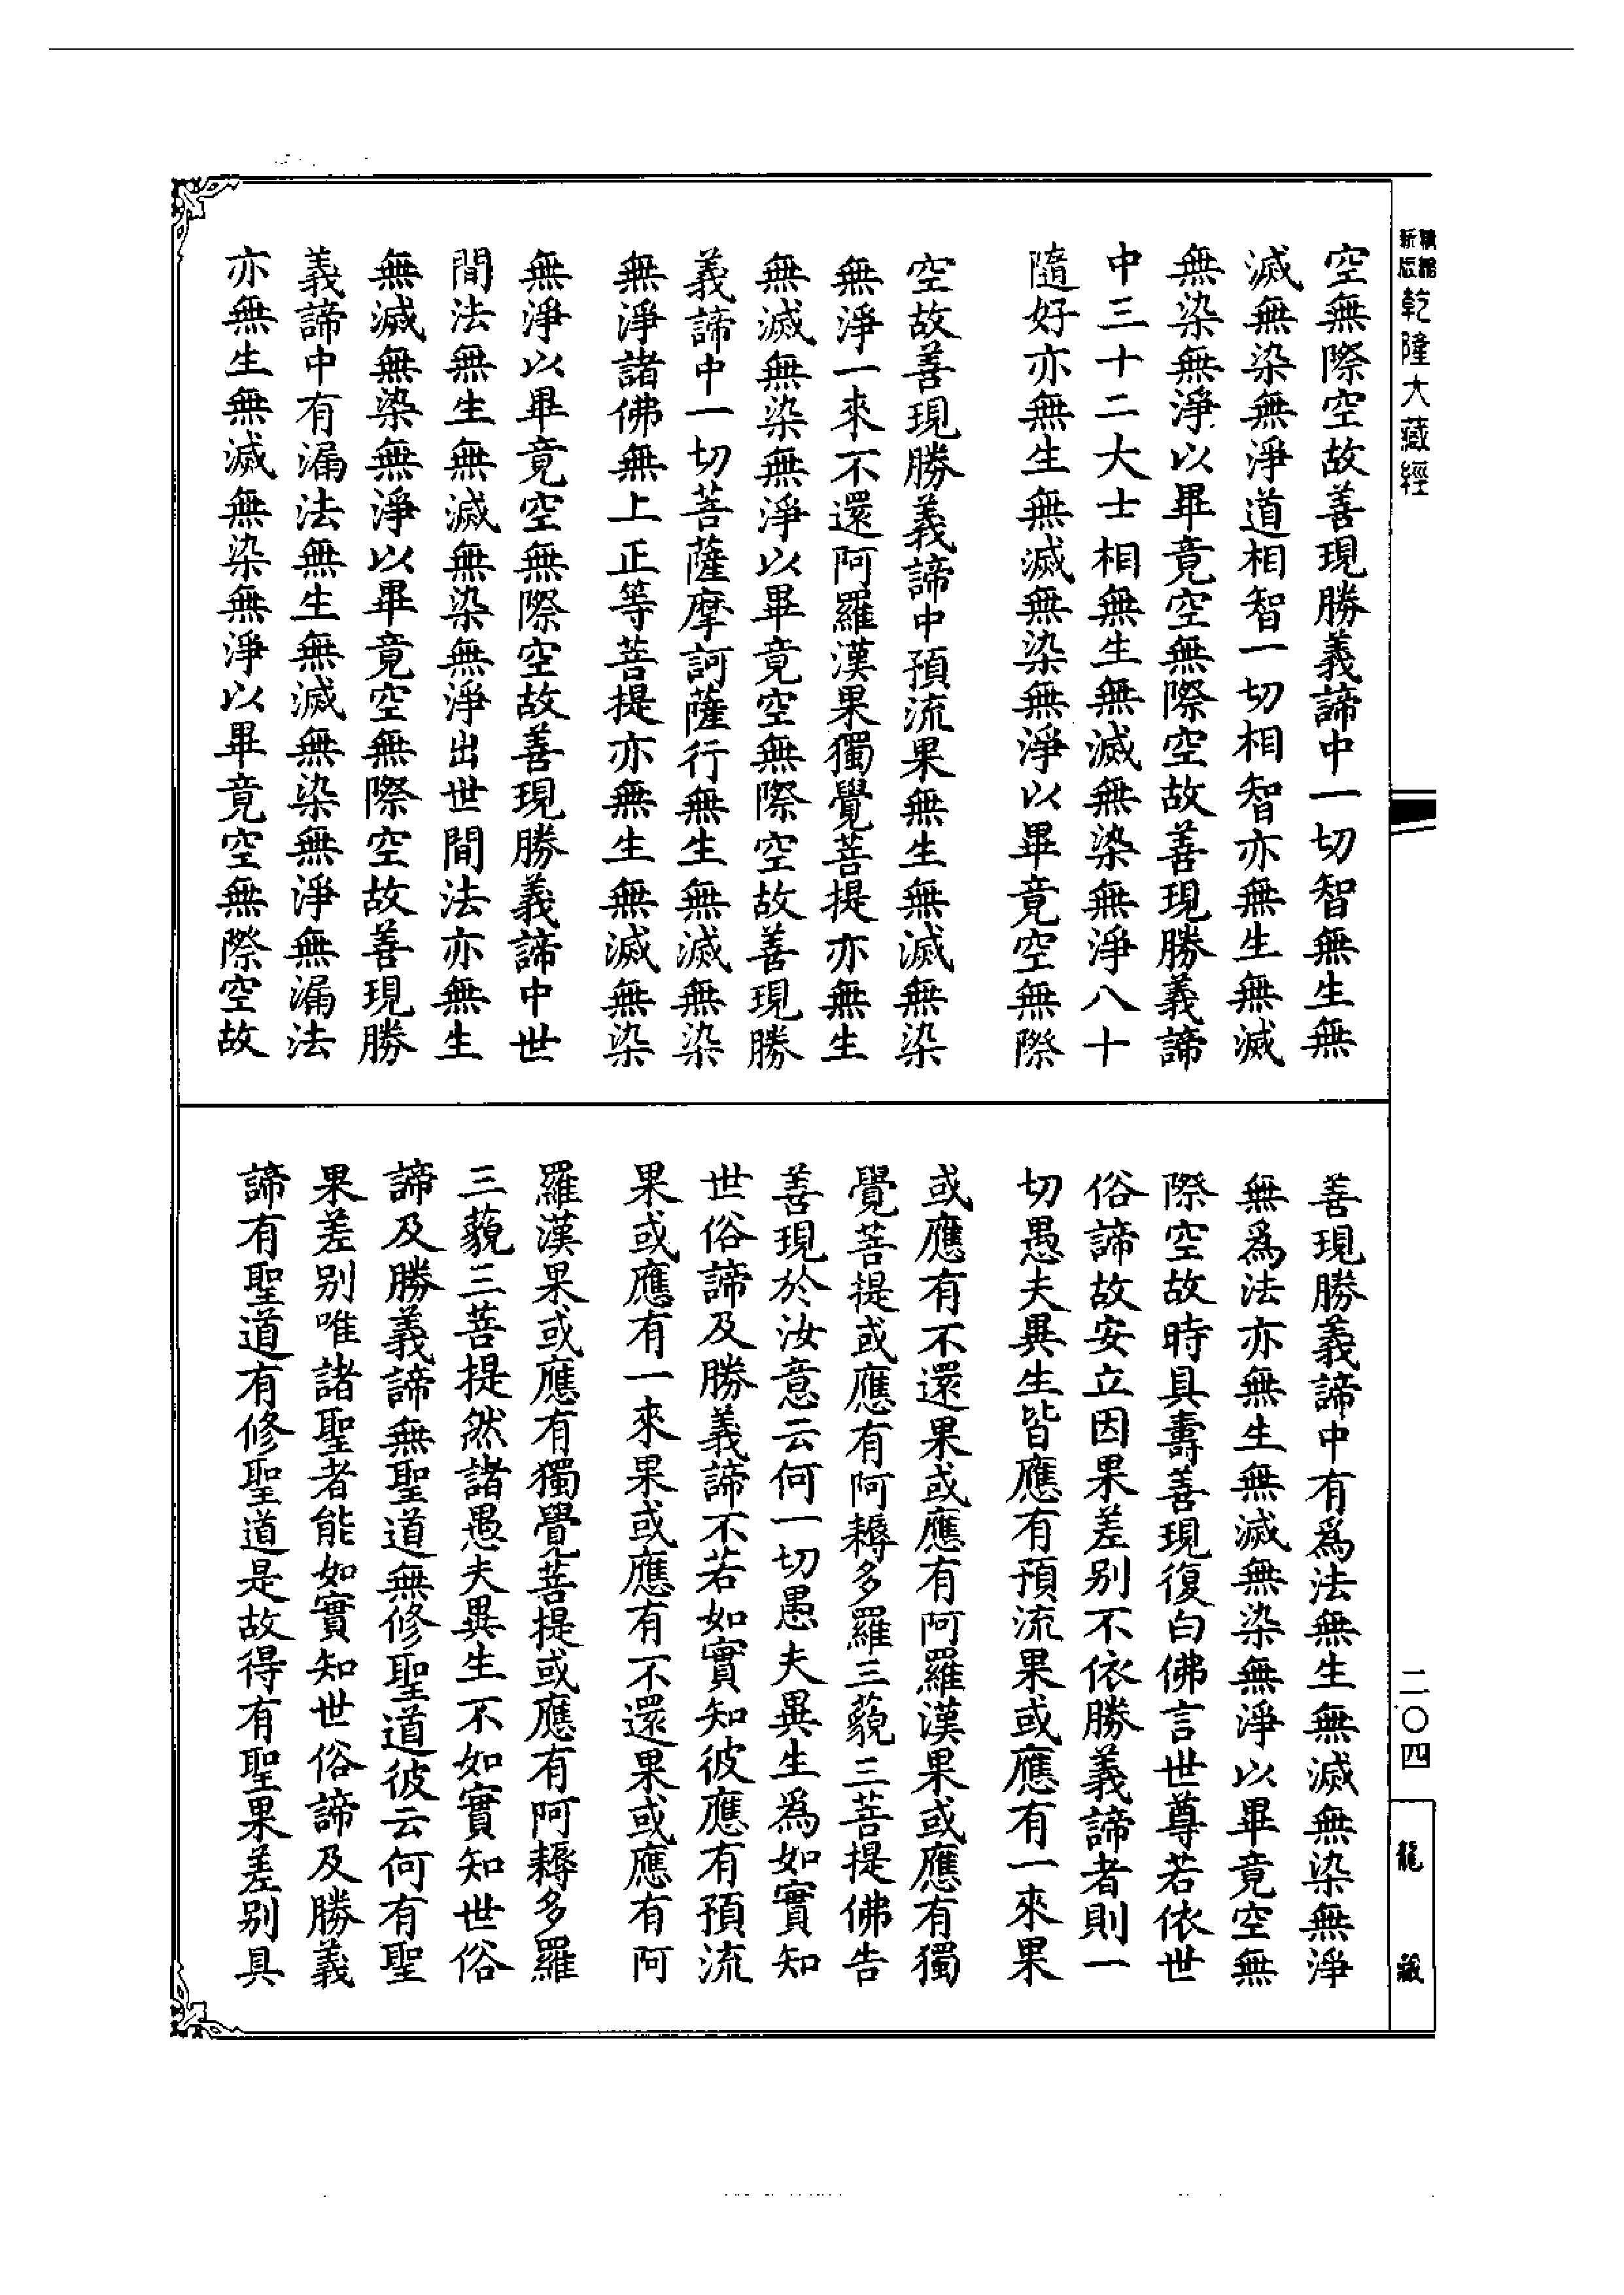 精縮
新版
乾隆大藏經
空無際空故善現勝義諦中一切智無生無
滅無染無淨道相智一切相智亦無生無滅
無染無淨以畢竟空無際空故善現勝義諦
中三十二大士相無生無滅無染無淨八十
隨好亦無生無滅無染無淨以畢竟空無際
空故善現勝義諦中預流果無生無滅無染
無淨一來不還阿羅漢果獨覺菩提亦無生
無滅無染無淨以畢竟空無際空故善現勝
義諦中一切菩薩摩訶薩行無生無滅無染
無淨諸佛無上正等菩提亦無生無滅無染
無淨以畢竟空無際空故善現勝義諦中世
間法無生無滅無染無淨出世間法亦無生
無滅無染無淨以畢竟空無際空故善現勝
義諦中有漏法無生無滅無染無淨無漏法
亦無生無滅無染無淨以畢竟空無際空故
善現勝義諦中有為法無生無滅無染無淨
無為法亦無生無滅無染無淨以畢竟空無
際空故時具壽善現復白佛言世尊若依世
俗諦故安立因果差別不依勝義諦者則一
切愚夫異生皆應有預流果或應有一來果
或應有不還果或應有阿羅漢果或應有獨
覺菩提或應有阿耨多羅三藐三菩提佛告
善現於汝意云何一切愚夫異生為如實知
世俗諦及勝義諦不若如實知彼應有預流
果或應有一來果或應有不還果或應有阿
羅漢果或應有獨覺菩提或應有阿耨多羅
三藐三菩提然諸愚夫異生不如實知世俗
諦及勝義諦無聖道無修聖道彼云何有聖
果差別唯諸聖者能如實知世俗諦及勝義
諦有聖道有修聖道是故得有聖果差別具
二〇四
龍藏